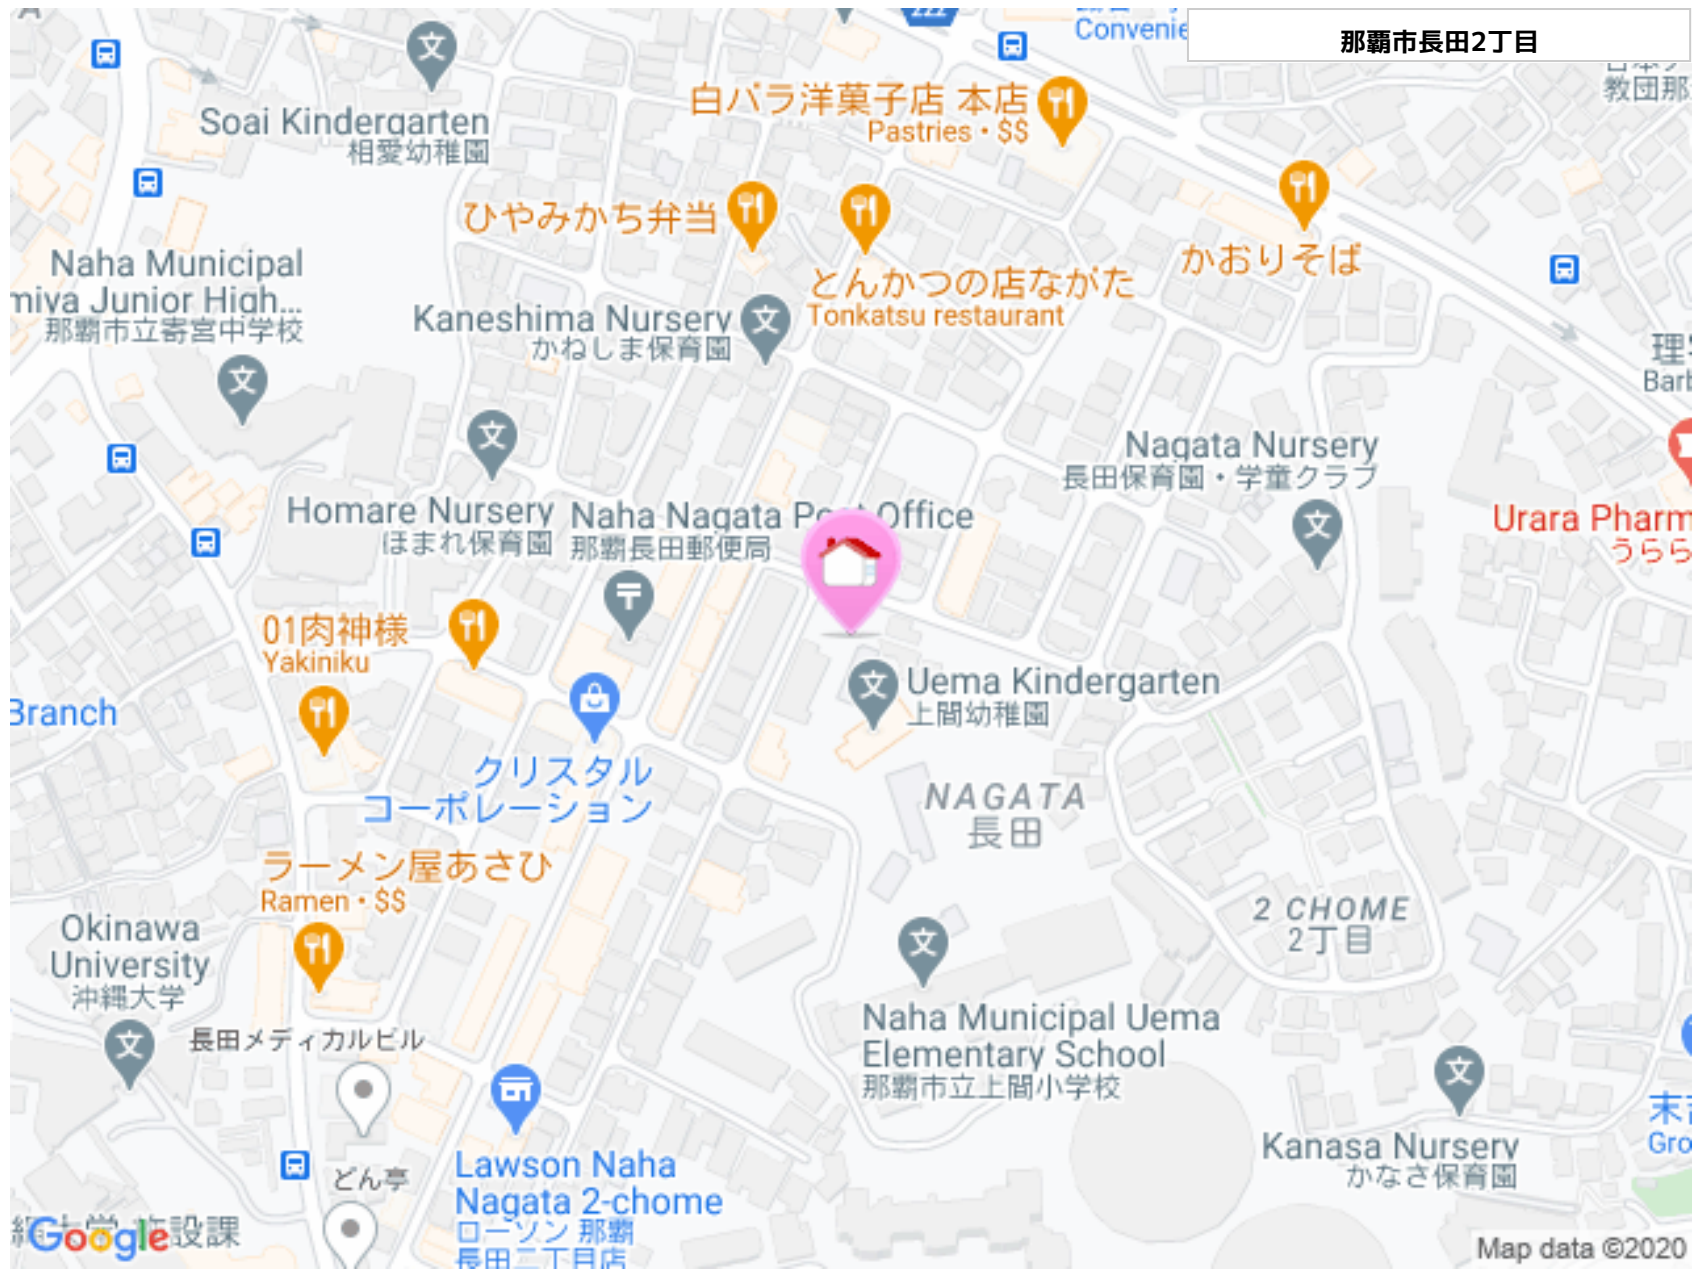 222
Convenie
那覇市長田2丁目
教団那
Soai Kindergarten
相愛幼稚園
白バラ洋菓子店 本店
Pastries • $$
ひやみかち弁当
とんかつの店ながた
Tonkatsu restaurant
かおりそば
Naha Municipal
miya Junior High...
那覇市立寄宮中学校
Kaneshima Nursery
かねしま保育園
Barb
Nagata Nursery
長田保育園・学童クラブ
Homare Nursery
ほまれ保育園
Naha Nagata Post Office
那覇長田郵便局
Urara Pharm
うらら
01肉神様
Yakiniku
Uema Kindergarten
上間幼稚園
Branch
クリスタル
コーポレーション
NAGATA
長田
ラーメン屋あさひ
Ramen • $$
2 CHOME
2丁目
Okinawa
University
沖縄大学
長田メディカルビル
Naha Municipal Uema
Elementary School
那覇市立上間小学校
Kanasa Nursery
かなさ保育園
Gro
どん亭
Lawson Naha
Nagata 2-chome
ローソン 那覇
長田二丁目店
Google
設課
Map data ©2020